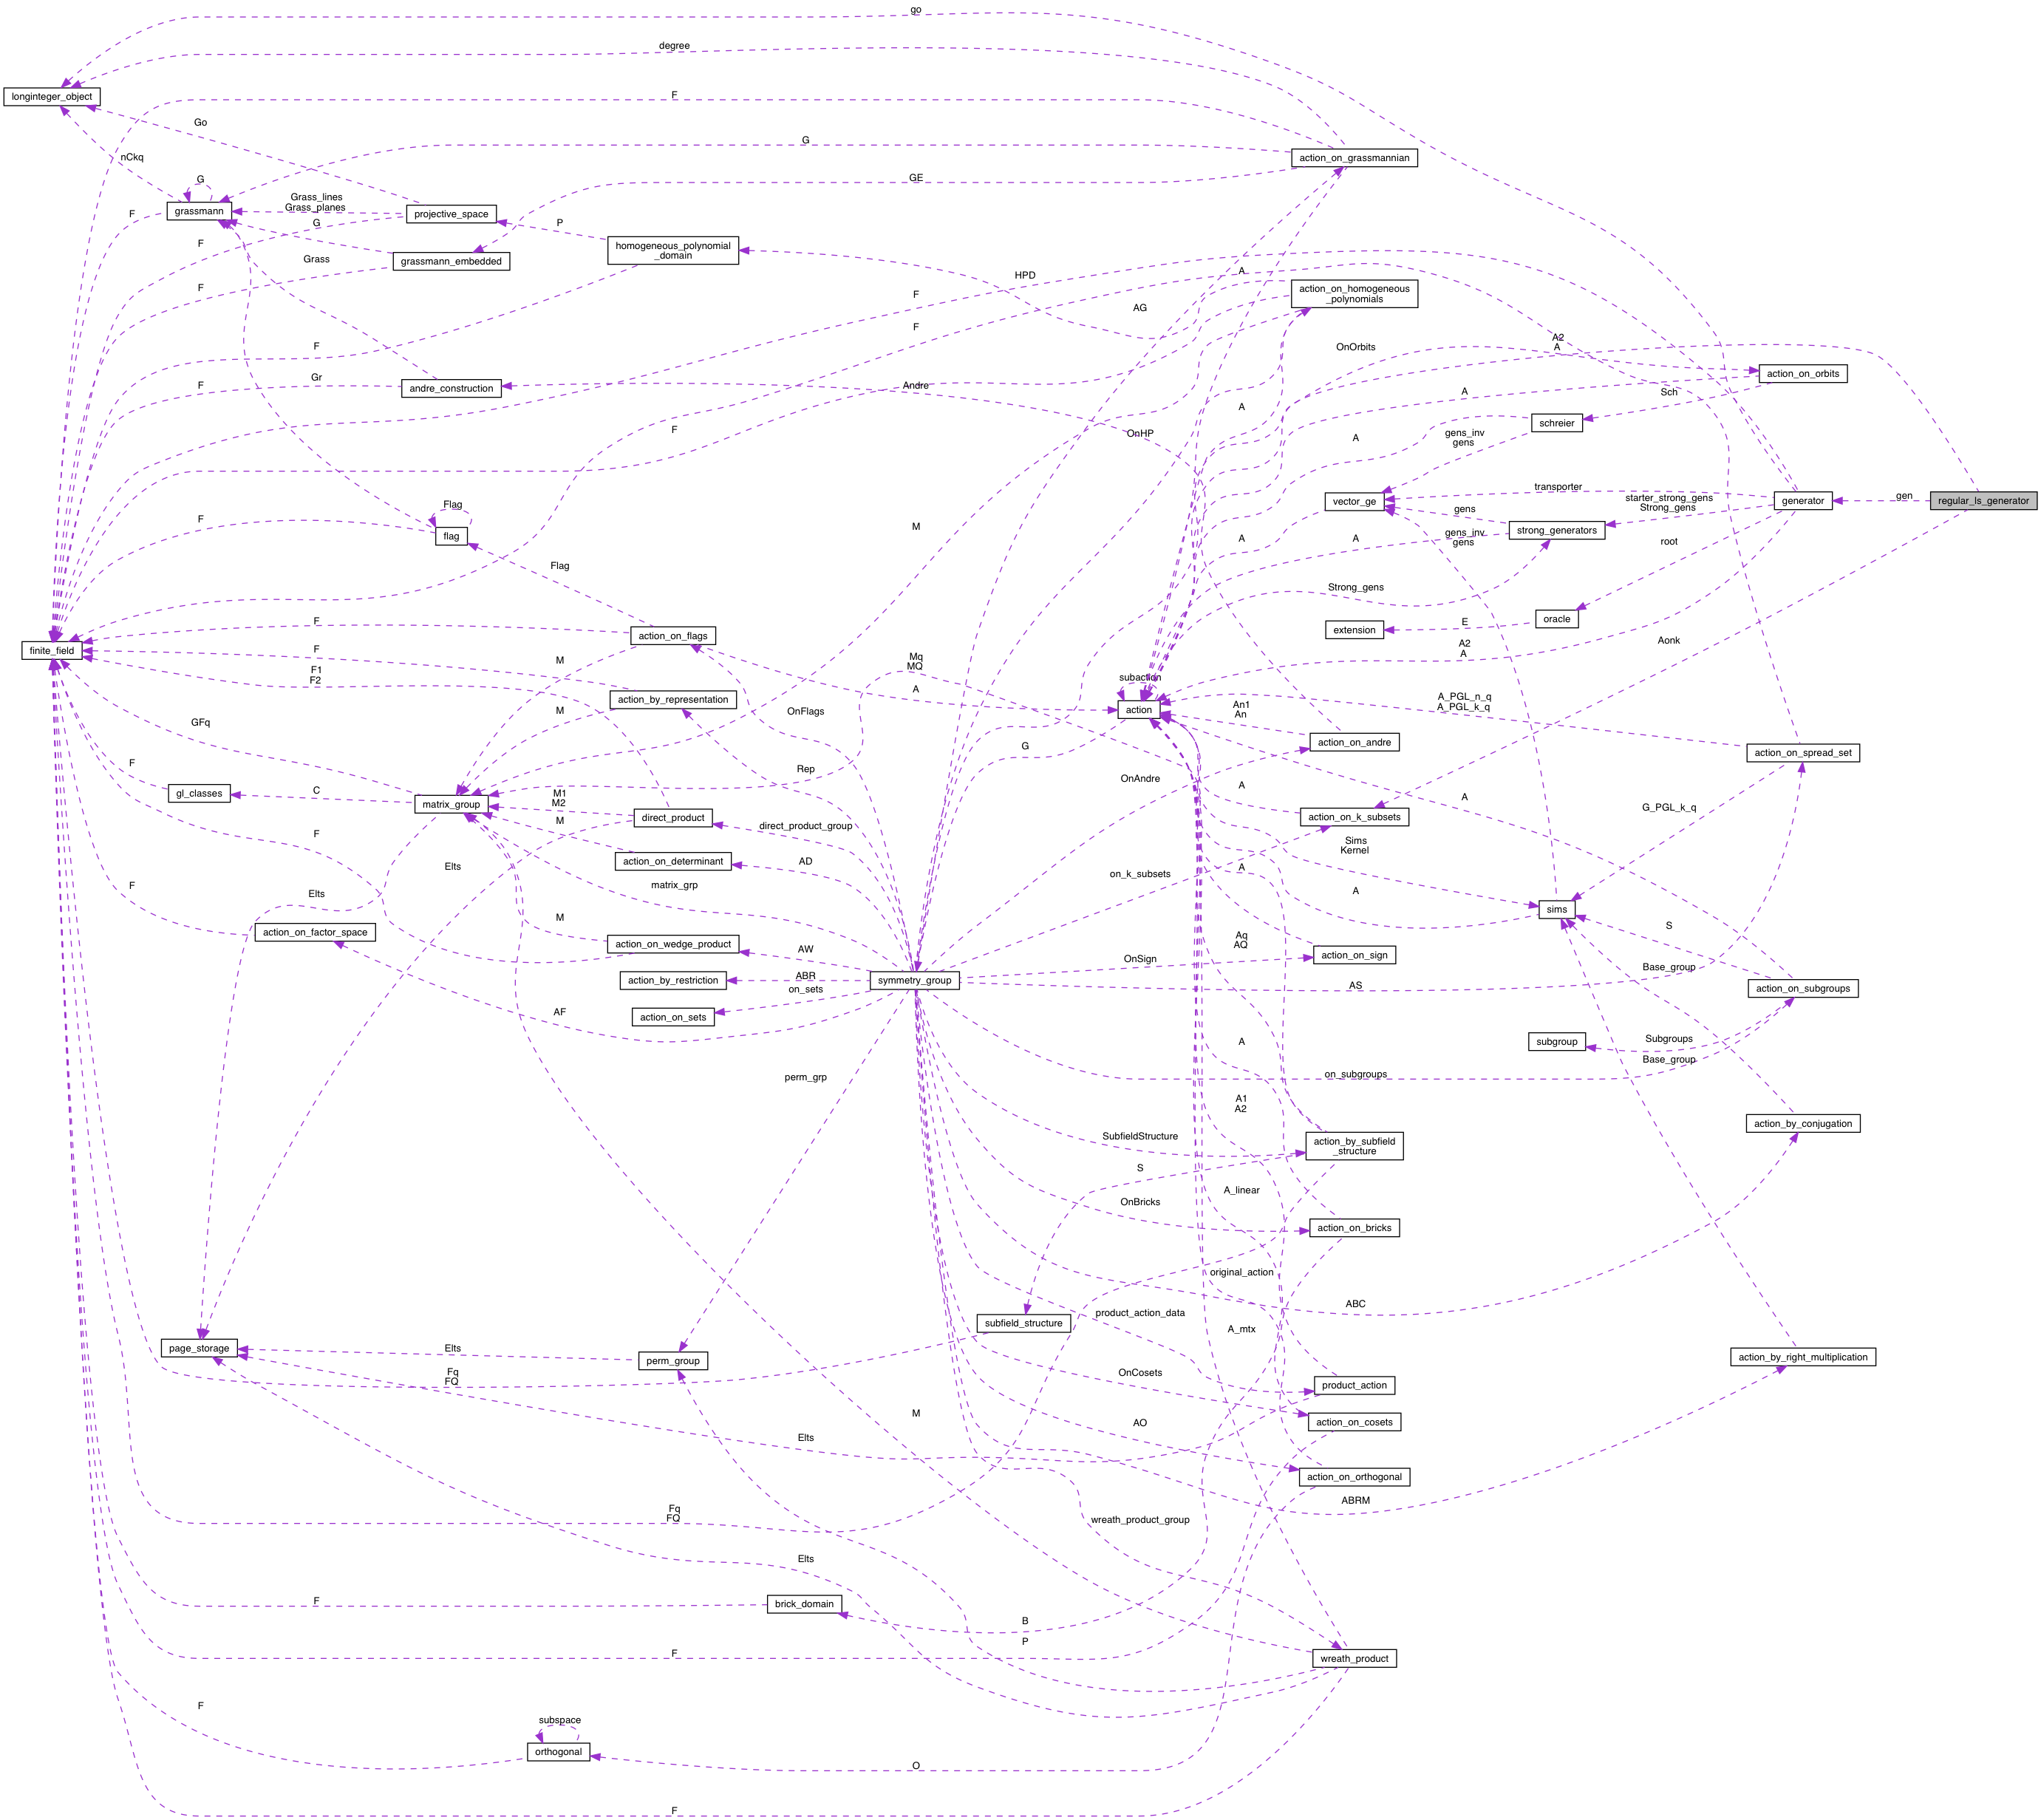 go
degree
longinteger_object
F
Go
G
nCkq
action_on_grassmannian
GE
G
grassmann
Grass_lines
Grass_planes
projective_space
F
G
P
homogeneous_polynomial
_domain
F
Grass
grassmann_embedded
HPD
A
F
F
AG
action_on_homogeneous
_polynomials
F
F
OnOrbits
A2
A
action_on_orbits
Gr
F
andre_construction
Andre
A
Sch
A
schreier
F
OnHP
A
gens_inv
gens
transporter
vector_ge
starter_strong_gens
Strong_gens
generator
gen
regular_ls_generator
Flag
F
flag
M
gens
strong_generators
A
A
gens_inv
gens
root
Flag
Strong_gens
F
action_on_flags
extension
E
oracle
finite_field
F
M
Mq
MQ
A2
A
Aonk
F1
F2
subaction
A
action_by_representation
M
OnFlags
action
An1
An
A_PGL_n_q
A_PGL_k_q
GFq
G
action_on_andre
action_on_spread_set
F
Rep
OnAndre
gl_classes
C
matrix_group
M1
M2
direct_product
A
action_on_k_subsets
A
G_PGL_k_q
F
M
direct_product_group
Sims
Kernel
Elts
action_on_determinant
AD
A
on_k_subsets
F
Elts
matrix_grp
A
sims
action_on_factor_space
M
action_on_wedge_product
AW
Aq
AQ
S
OnSign
action_on_sign
Base_group
action_by_restriction
ABR
symmetry_group
AS
action_on_subgroups
on_sets
action_on_sets
AF
A
subgroup
Subgroups
Base_group
perm_grp
on_subgroups
A1
A2
action_by_conjugation
SubfieldStructure
action_by_subfield
_structure
S
A_linear
OnBricks
action_on_bricks
original_action
ABC
product_action_data
subfield_structure
A_mtx
page_storage
Elts
perm_group
Fq
FQ
OnCosets
action_by_right_multiplication
product_action
M
AO
action_on_cosets
Elts
action_on_orthogonal
Fq
FQ
ABRM
wreath_product_group
Elts
F
brick_domain
B
P
F
wreath_product
F
subspace
orthogonal
O
F